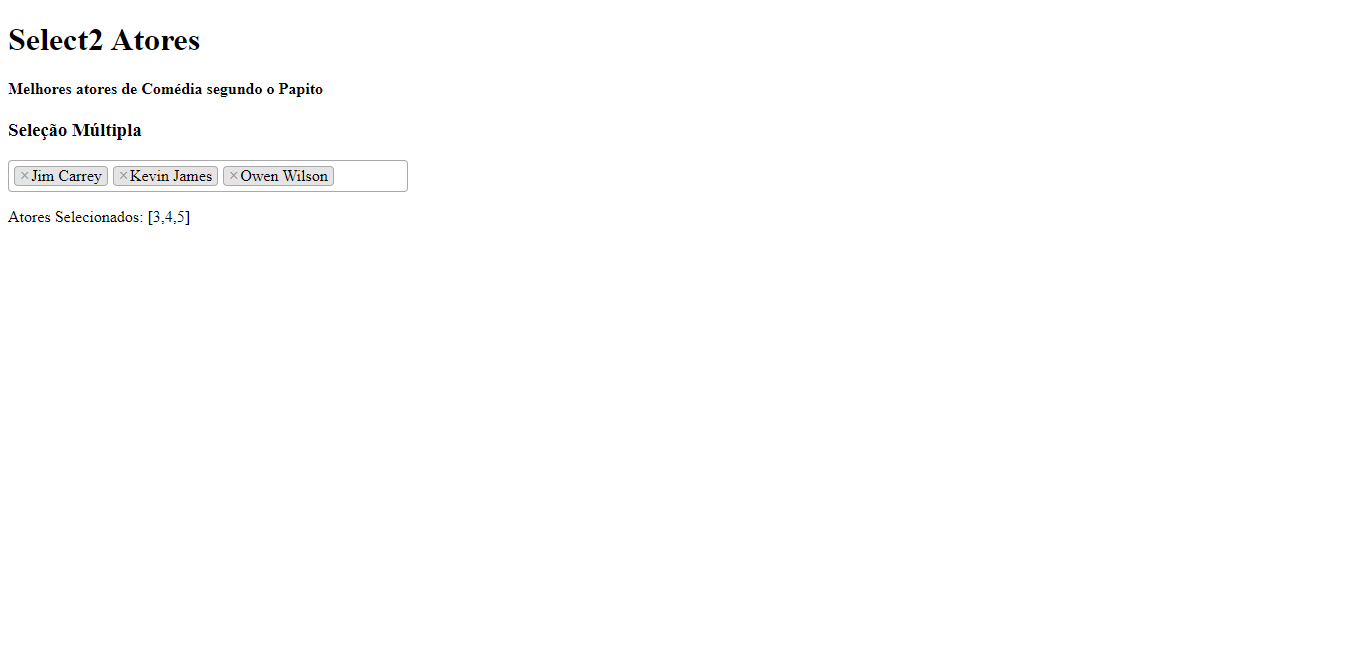 Select2 Atores
Melhores atores de Comédia segundo o Papito
Seleção Múltipla
×Jim Carrey ×Kevin James ×Owen Wilson
Atores Selecionados: [3,4,5]